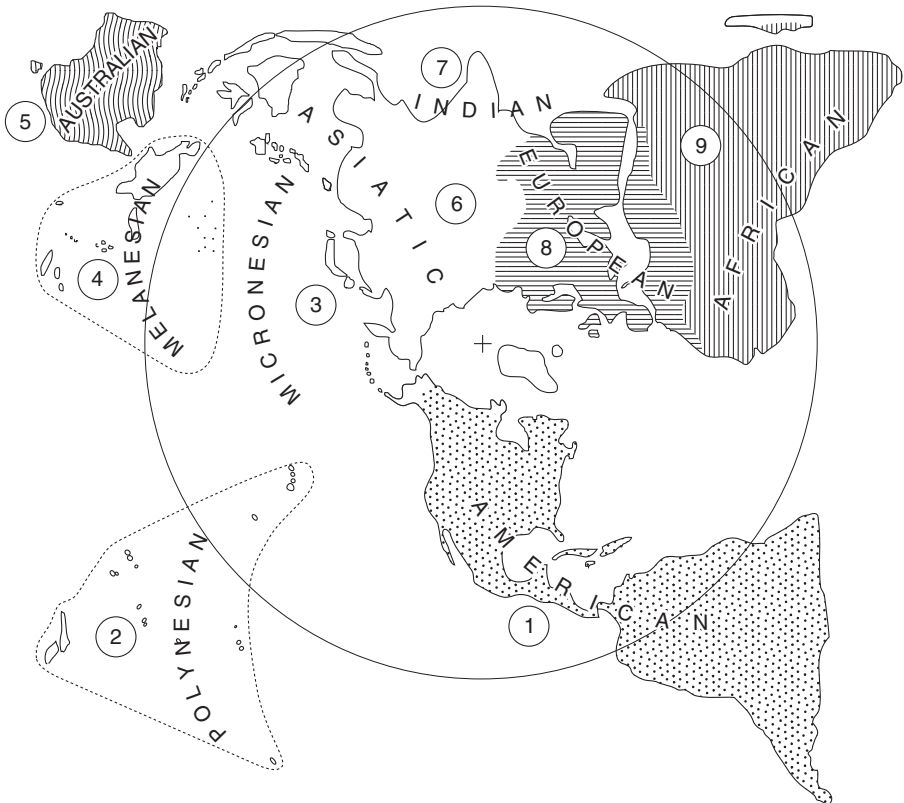 AUSTRALIAN
5
7
INDIAN
9
ASIATIC
6
EUROPEAN
8
AFRICAN
MELANESIAN
4
MICRONESIAN
3
AMERICAN
1
POLYNESIAN
2